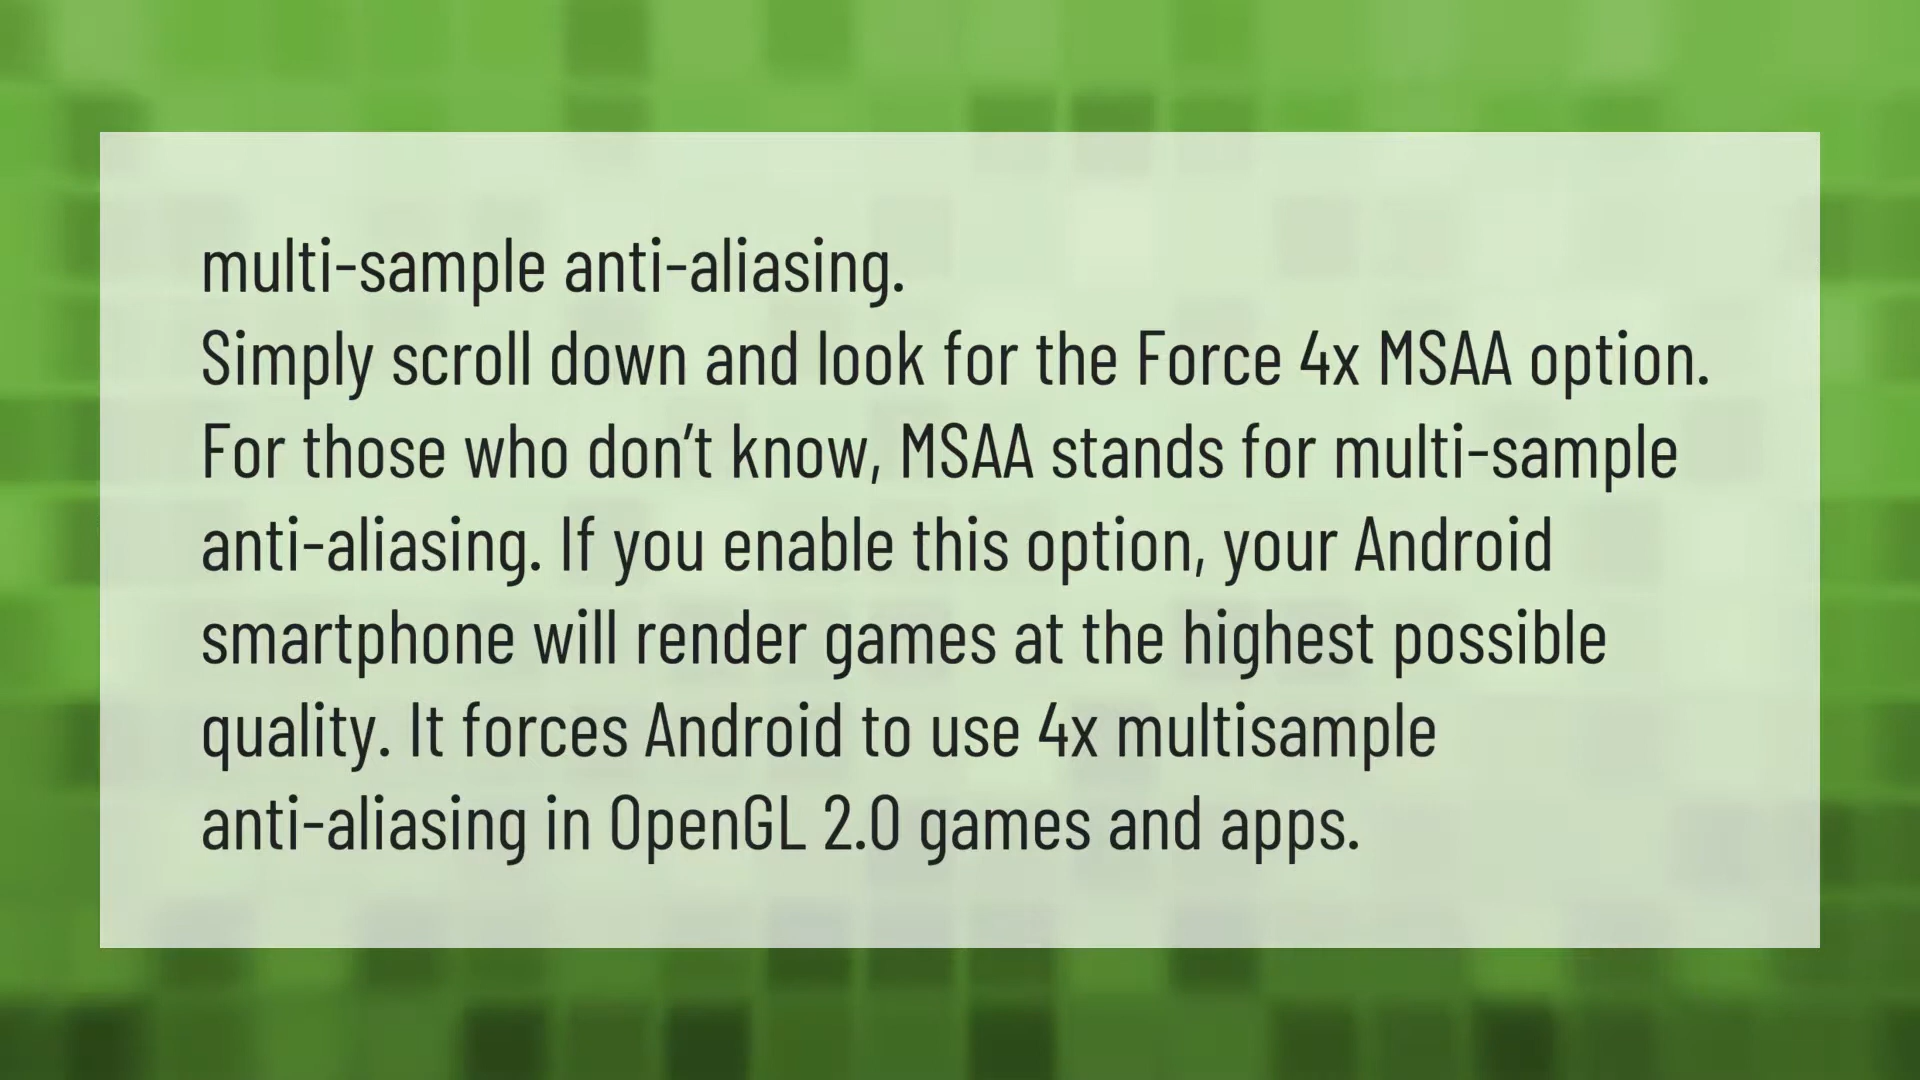 multi-sample anti-aliasing.
Simply scroll down and look for the Force 4x MSAA option.
For those who don’t know, MSAA stands for multi-sample
anti-aliasing. If you enable this option, your Android
smartphone will render games at the highest possible
quality. It forces Android to use 4x multisample
anti-aliasing in OpenGL 2.0 games and apps.